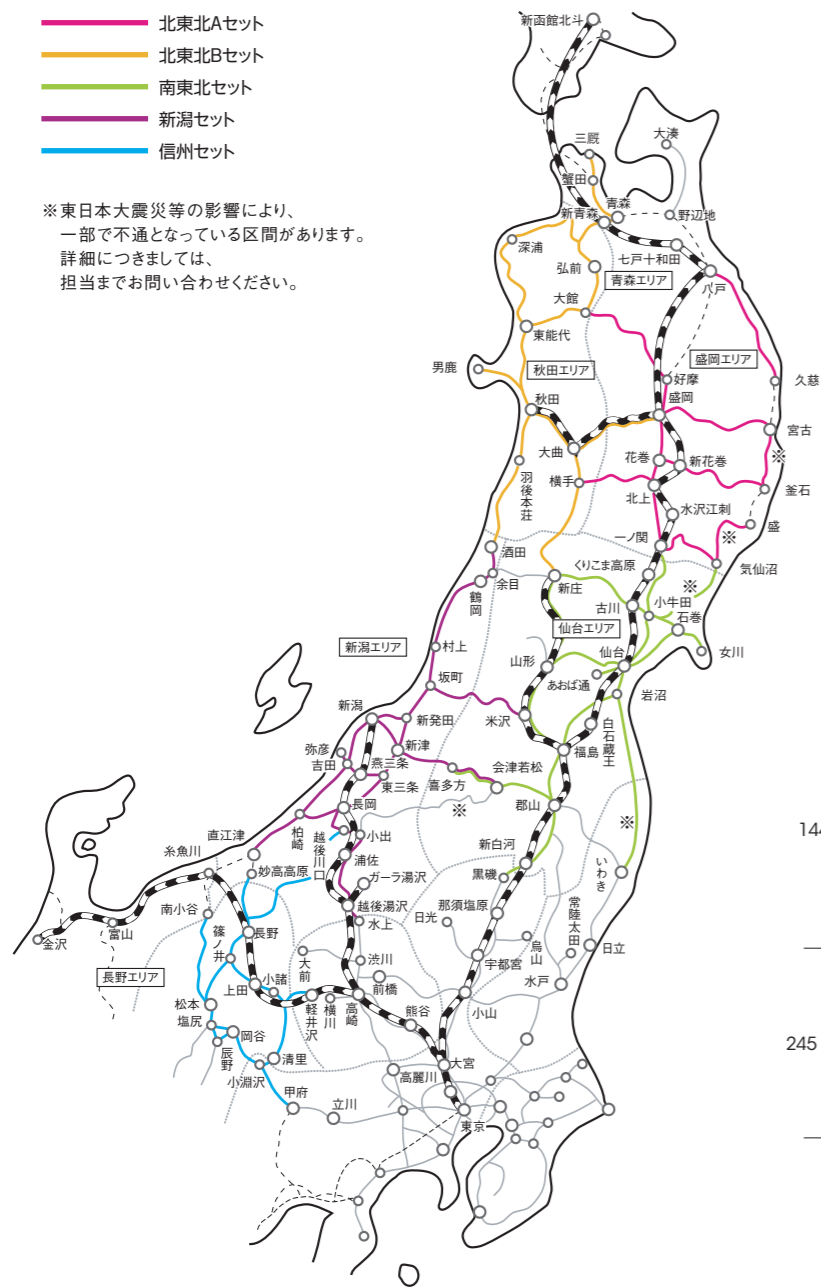 北東北Aセット
北東北Bセット
南東北セット
新潟セット
信州セット
※東日本大震災等の影響により、
一部で不通となっている区間があります。
詳細につきましては、
担当までお問い合わせください。
新函館北斗
三厩
大湊
蟹田
青森
新青森
野辺地
深浦
七戸十和田
弘前
青森エリア
八戸
大館
東能代
盛岡エリア
男鹿
秋田エリア
好摩
久慈
秋田
盛岡
宮古
大曲
花巻
新花巻
※
横手
羽後本荘
北上
釜石
水沢江刺
盛
一ノ関
※
酒田
くりこま高原
気仙沼
余目
新庄
※
鶴岡
古川
小牛田
石巻
仙台エリア
新潟エリア
村上
山形
仙台
女川
坂町
あおば通
岩沼
新潟
新発田
米沢
白石蔵王
弥彦
新津
福島
吉田
燕三条
会津若松
東三条
喜多方
長岡
※
郡山
※
直江津
柏崎
越後川口
小出
新白河
糸魚川
浦佐
黒磯
いわき
144
妙高高原
ガーラ湯沢
南小谷
越後湯沢
那須塩原
常陸太田
金沢
富山
篠ノ井
長野
水上
日光
烏山
日立
長野エリア
大前
渋川
宇都宮
水戸
上田
小諸
前橋
松本
軽井沢
横川
高崎
熊谷
小山
塩尻
岡谷
辰野
清里
大宮
245
小淵沢
高麗川
甲府
立川
東京